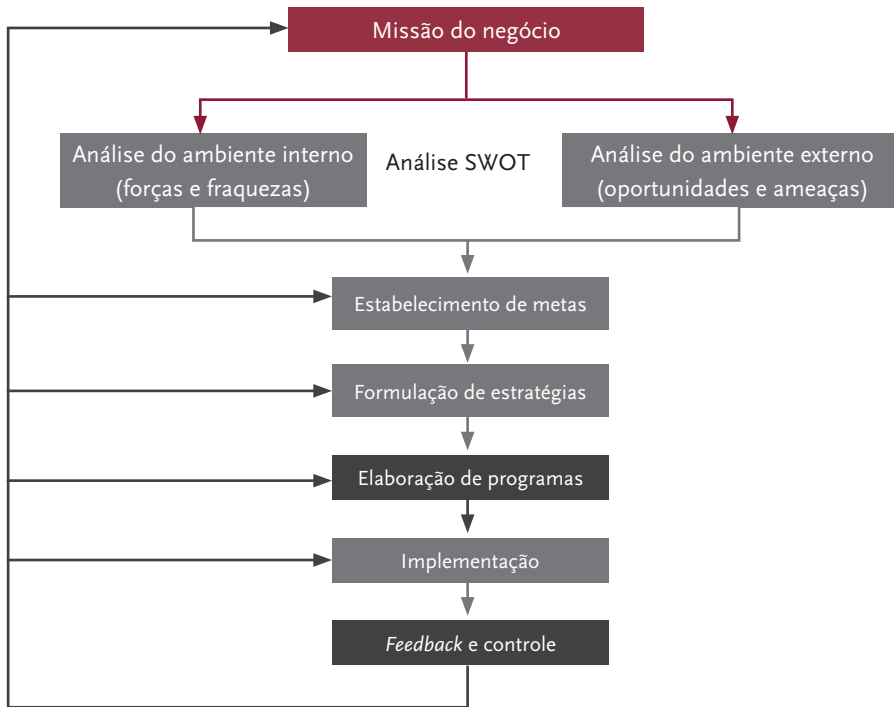 Missão do negócio
Análise do ambiente interno
(forças e fraquezas)
Análise SWOT
Análise do ambiente externo
(oportunidades e ameaças)
Estabelecimento de metas
Formulação de estratégias
Elaboração de programas
Implementação
Feedback e controle